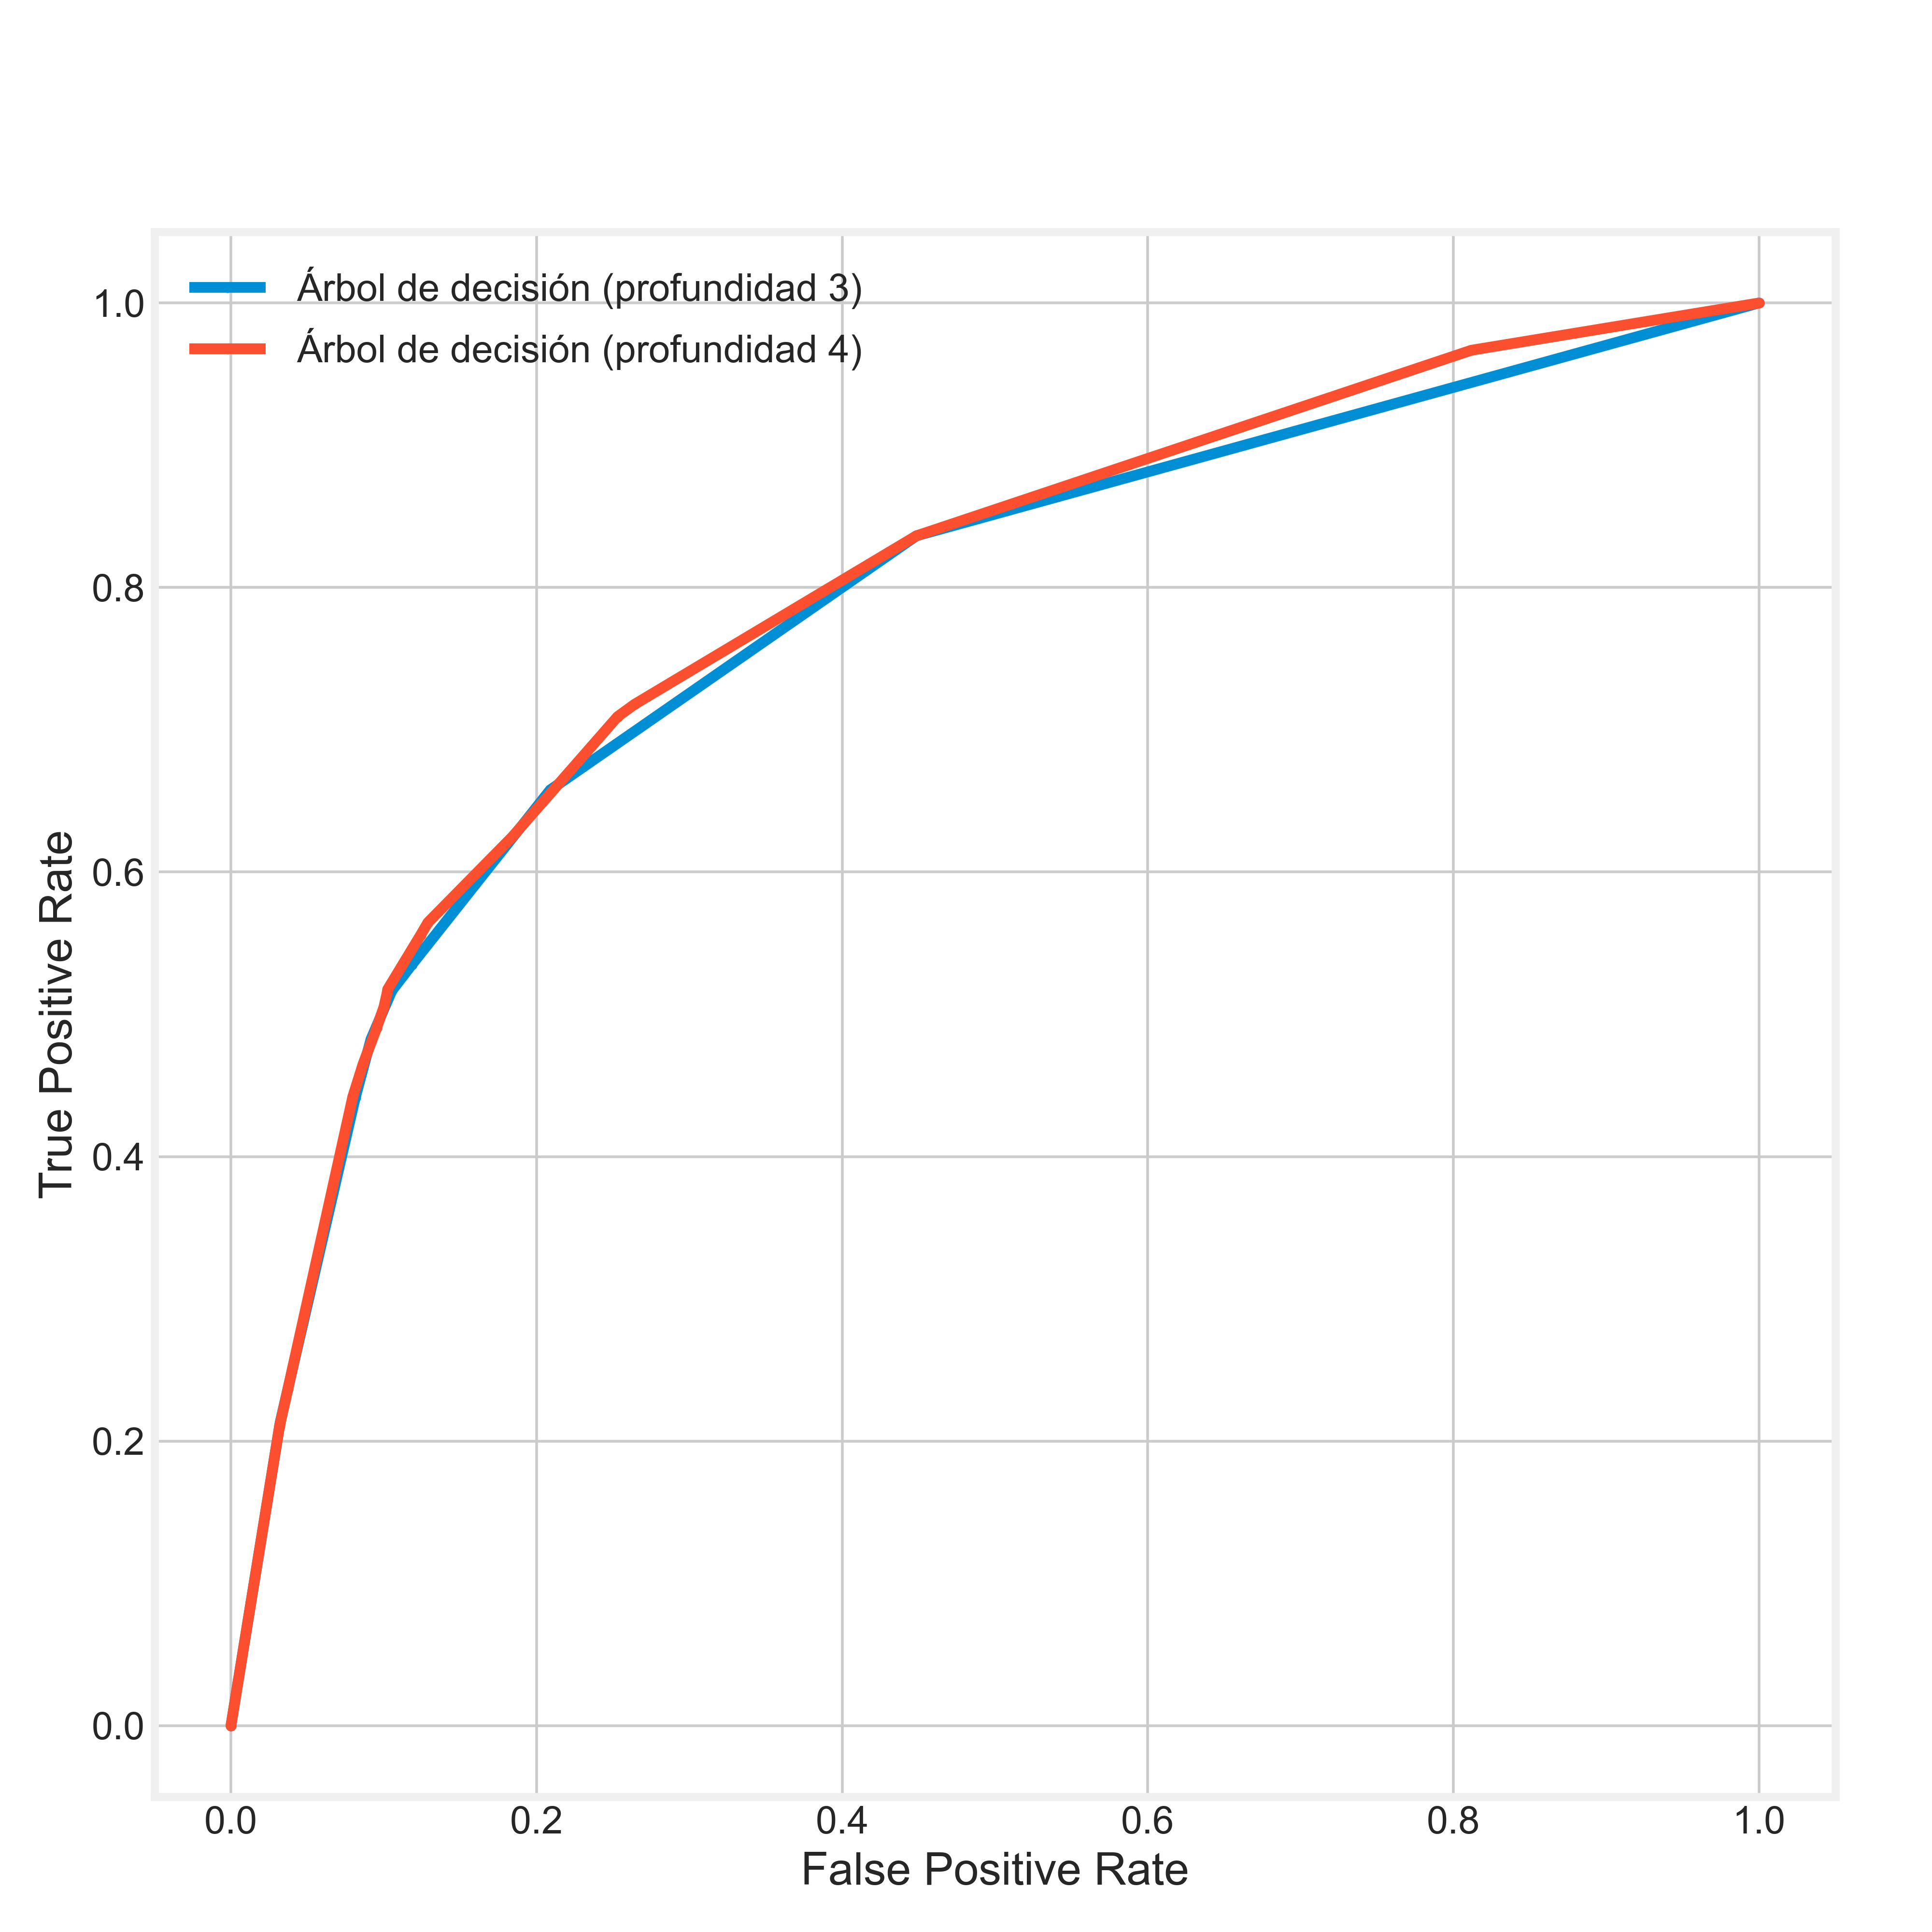 Árbol de decisión (profundidad 3)
Árbol de decisión (profundidad 4)
1.0
0.8
0.6
0.4
0.2
0.0
True Positive Rate
0.0 0.2 0.4 0.6 0.8 1.0
False Positive Rate